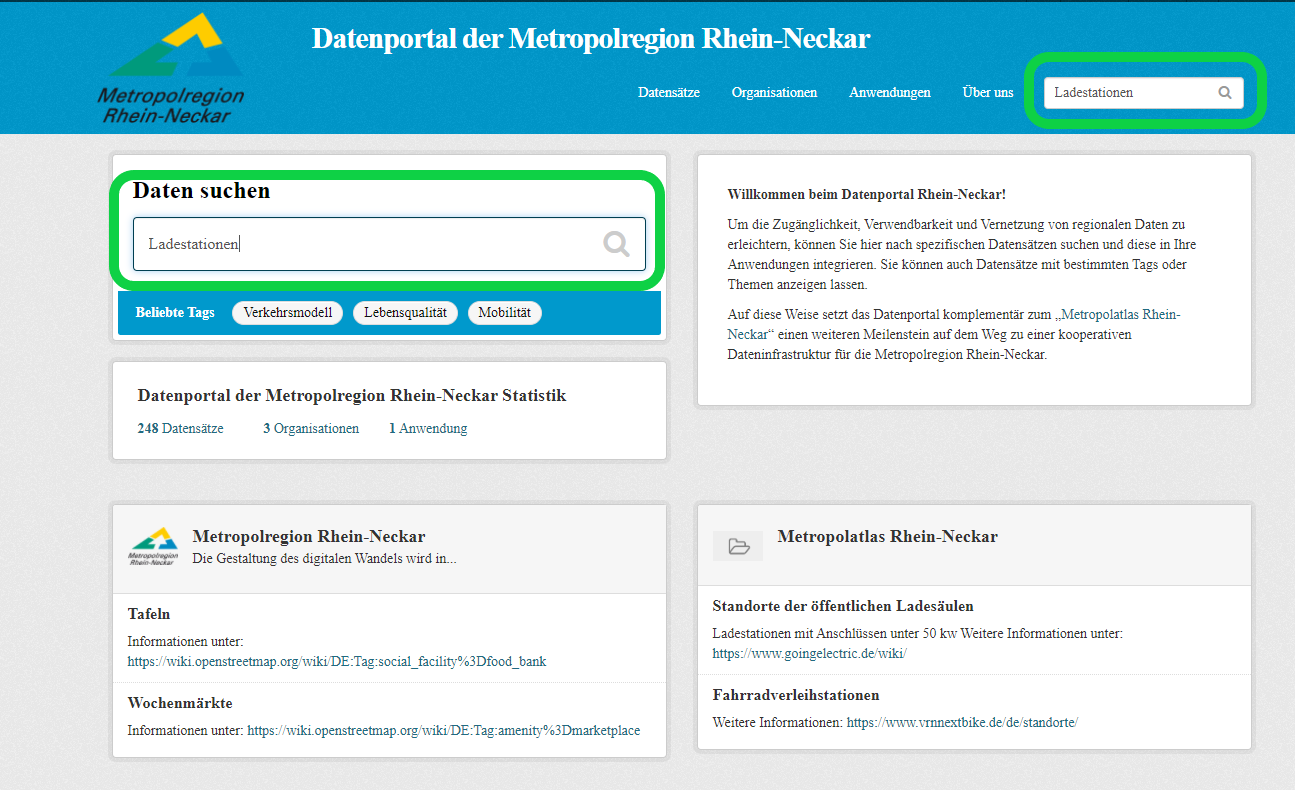 Metropolregion
Rhein-Neckar
Datenportal der Metropolregion Rhein-Neckar
Datensätze Organisationen Anwendungen Über uns Ladestationen
Daten suchen
Ladestationen
Beliebte Tags Verkehrsmodell Lebensqualität Mobilität
Willkommen beim Datenportal Rhein-Neckar!
Um die Zugänglichkeit, Verwendbarkeit und Vernetzung von regionalen Daten zu
erleichtern, können Sie hier nach spezifischen Datensätzen suchen und diese in Ihre
Anwendungen integrieren. Sie können auch Datensätze mit bestimmten Tags oder
Themen anzeigen lassen.
Auf diese Weise setzt das Datenportal komplementär zum „Metropolatlas Rhein-
Neckar“ einen weiteren Meilenstein auf dem Weg zu einer kooperativen
Dateninfrastruktur für die Metropolregion Rhein-Neckar.
Datenportal der Metropolregion Rhein-Neckar Statistik
248 Datensätze 3 Organisationen 1 Anwendung
Metropolregion
Rhein-Neckar
Metropolregion Rhein-Neckar
Die Gestaltung des digitalen Wandels wird in...
Tafeln
Informationen unter:
https://wiki.openstreetmap.org/wiki/DE:Tag:social_facility%3Dfood_bank
Wochenmärkte
Informationen unter: https://wiki.openstreetmap.org/wiki/DE:Tag:amenity%3Dmarketplace
Metropolatlas Rhein-Neckar
Standorte der öffentlichen Ladesäulen
Ladestationen mit Anschlüssen unter 50 kw Weitere Informationen unter:
https://www.goingelectric.de/wiki/
Fahrradverleihstationen
Weitere Informationen: https://www.vrnnextbike.de/de/standorte/